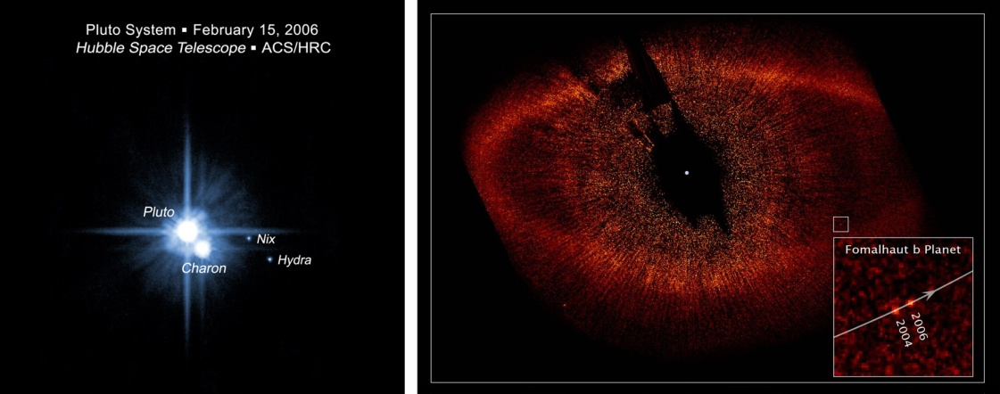 Pluto System ▪ February 15, 2006
Hubble Space Telescope ▪ ACS/HRC
Pluto
Nix
Hydra
Charon
Fomalhaut b Planet
2006
2004